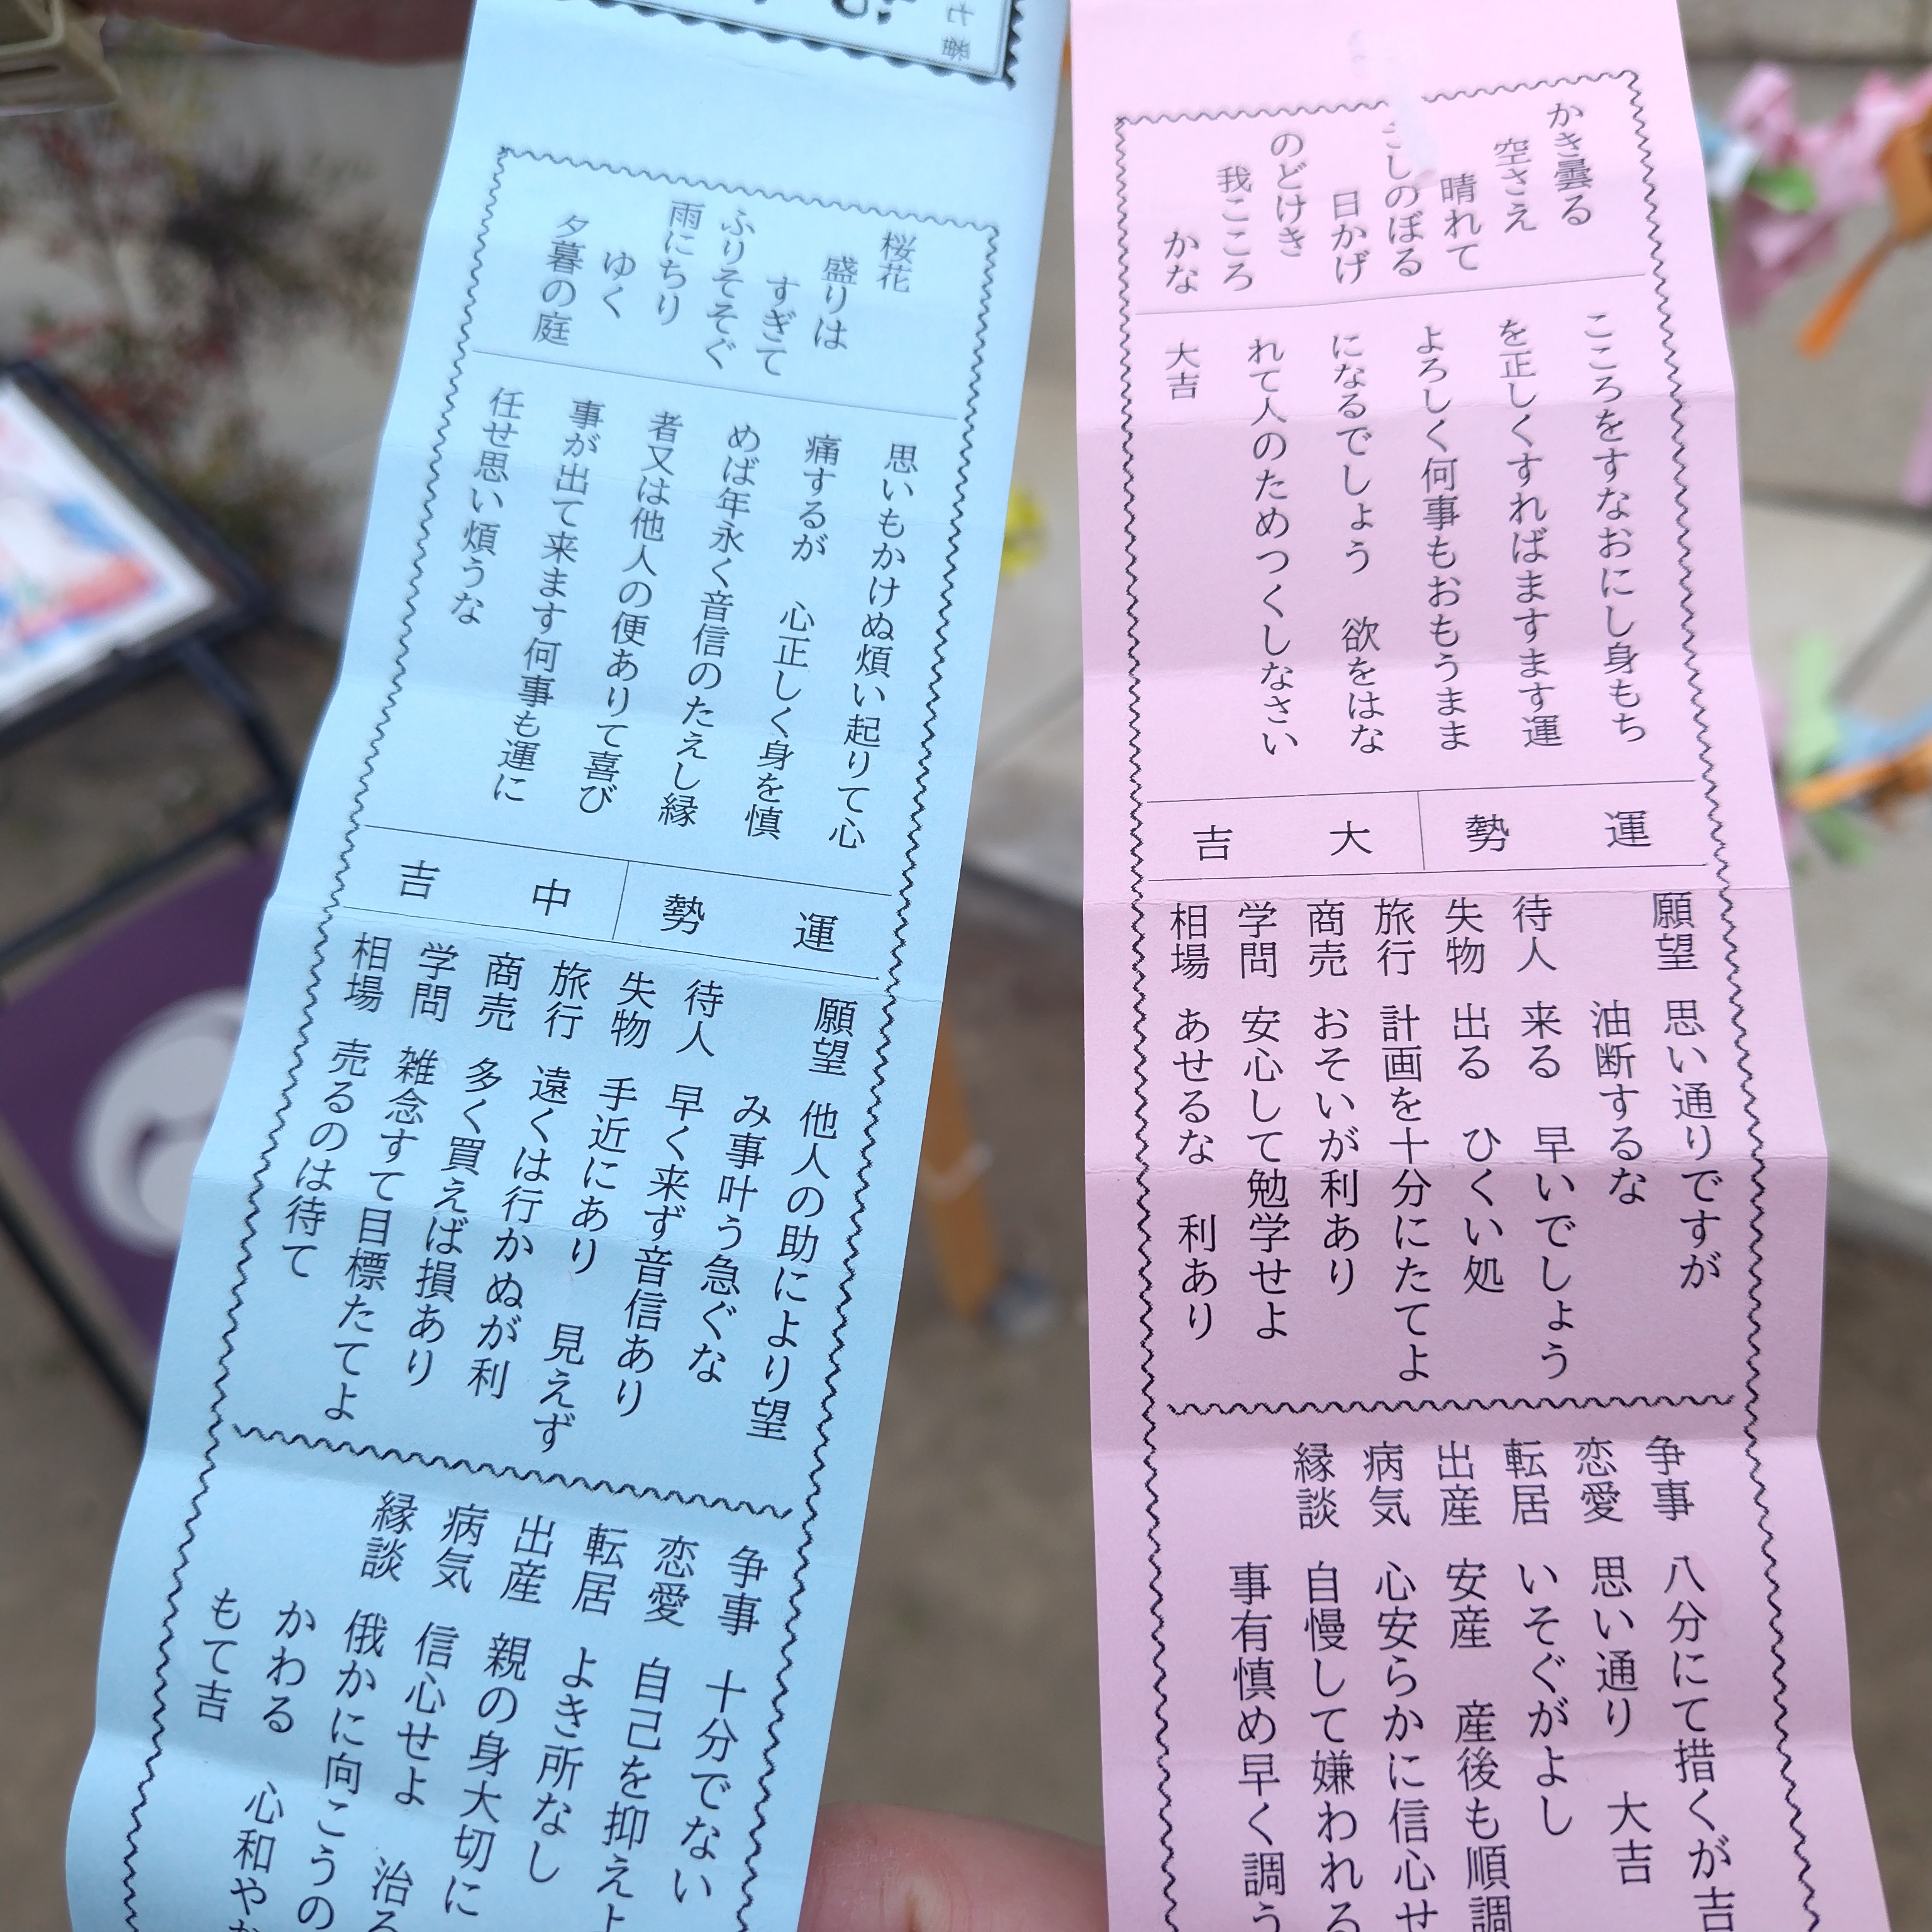 桜花
盛りは
すぎて
ふりそそぐ
雨にちり
ゆく
夕暮の庭
思いもかけぬ煩い起りて心
痛するが 心正しく身を慎
めば年永く音信のたえし縁
者又は他人の便ありて喜び
事が出て来ます何事も運に
任せ思い煩うな
運勢 中吉
願望 他人の助により望
み事叶う急ぐな
待人 早く来ず音信あり
失物 手近にあり 見えず
旅行 遠くは行かぬが利
商売 多く買えば損あり
学問 雑念すて目標たてよ
相場 売るのは待て
争事 十分でない
恋愛 自己を抑えよ
転居 よき所なし
出産 親の身大切に
病気 信心せよ 治る
縁談 俄かに向こうの
かわる 心和やか
もて吉
かき曇る
空さえ
晴れて
さしのぼる
日かげ
のどけき
我こころ
かな
こころをすなおにし身もち
を正しくすればますます運
よろしく何事もおもうまま
になるでしょう 欲をはな
れて人のためつくしなさい
大吉
運勢 大吉
願望 思い通りですが
油断するな
待人 来る 早いでしょう
失物 出る ひくい処
旅行 計画を十分にたてよ
商売 おそいが利あり
学問 安心して勉学せよ
相場 あせるな 利あり
争事 八分にて措くが吉
恋愛 思い通り 大吉
転居 いそぐがよし
出産 安産 産後も順調
病気 心安らかに信心せ
縁談 自慢して嫌われる
事有慎め早く調う